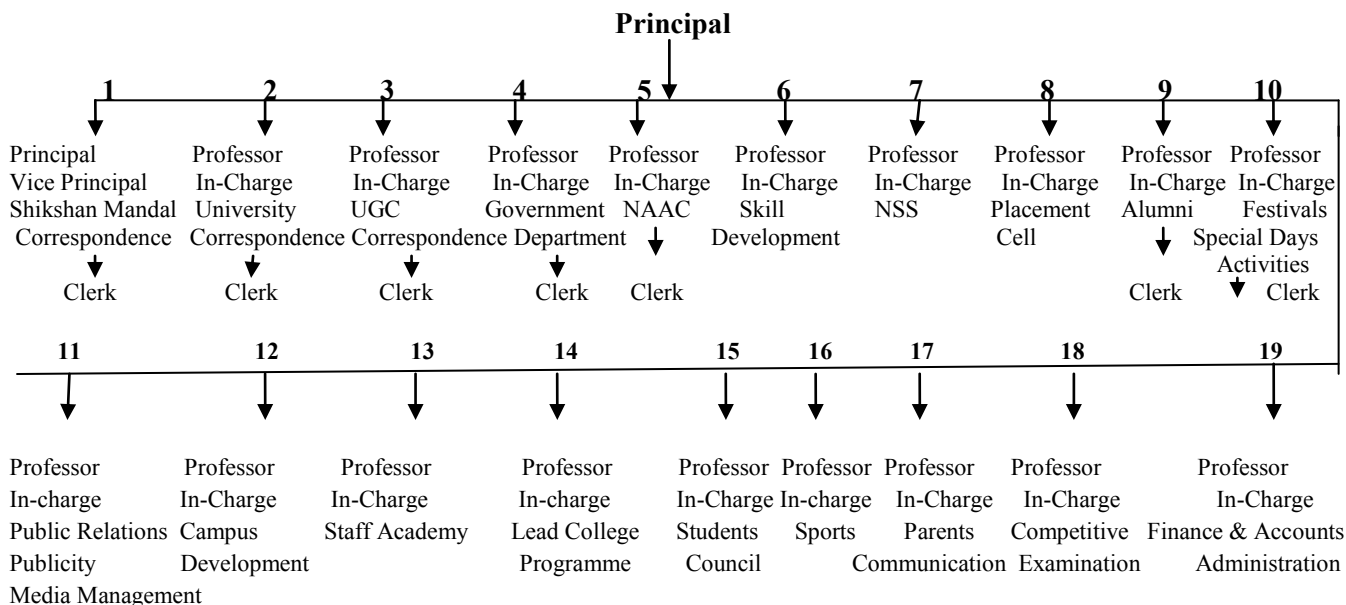 Principal
1 2 3 4 5 6 7 8 9 10
Principal Professor Professor Professor Professor Professor Professor Professor Professor Professor
Vice Principal In-Charge In-Charge In-Charge In-Charge In-Charge In-Charge In-Charge In-Charge In-Charge
Shikshan Mandal University UGC Government NAAC Skill NSS Placement Alumni Festivals
Correspondence Correspondence Correspondence Department Development Cell Special Days
Activities
Clerk Clerk Clerk Clerk Clerk Clerk Clerk
11 12 13 14 15 16 17 18 19
Professor Professor Professor Professor Professor Professor Professor Professor Professor
In-charge In-Charge In-Charge In-charge In-Charge In-charge In-Charge In-Charge In-Charge
Public Relations Campus Staff Academy Lead College Students Sports Parents Competitive Finance & Accounts
Publicity Development Programme Council Communication Examination Administration
Media Management